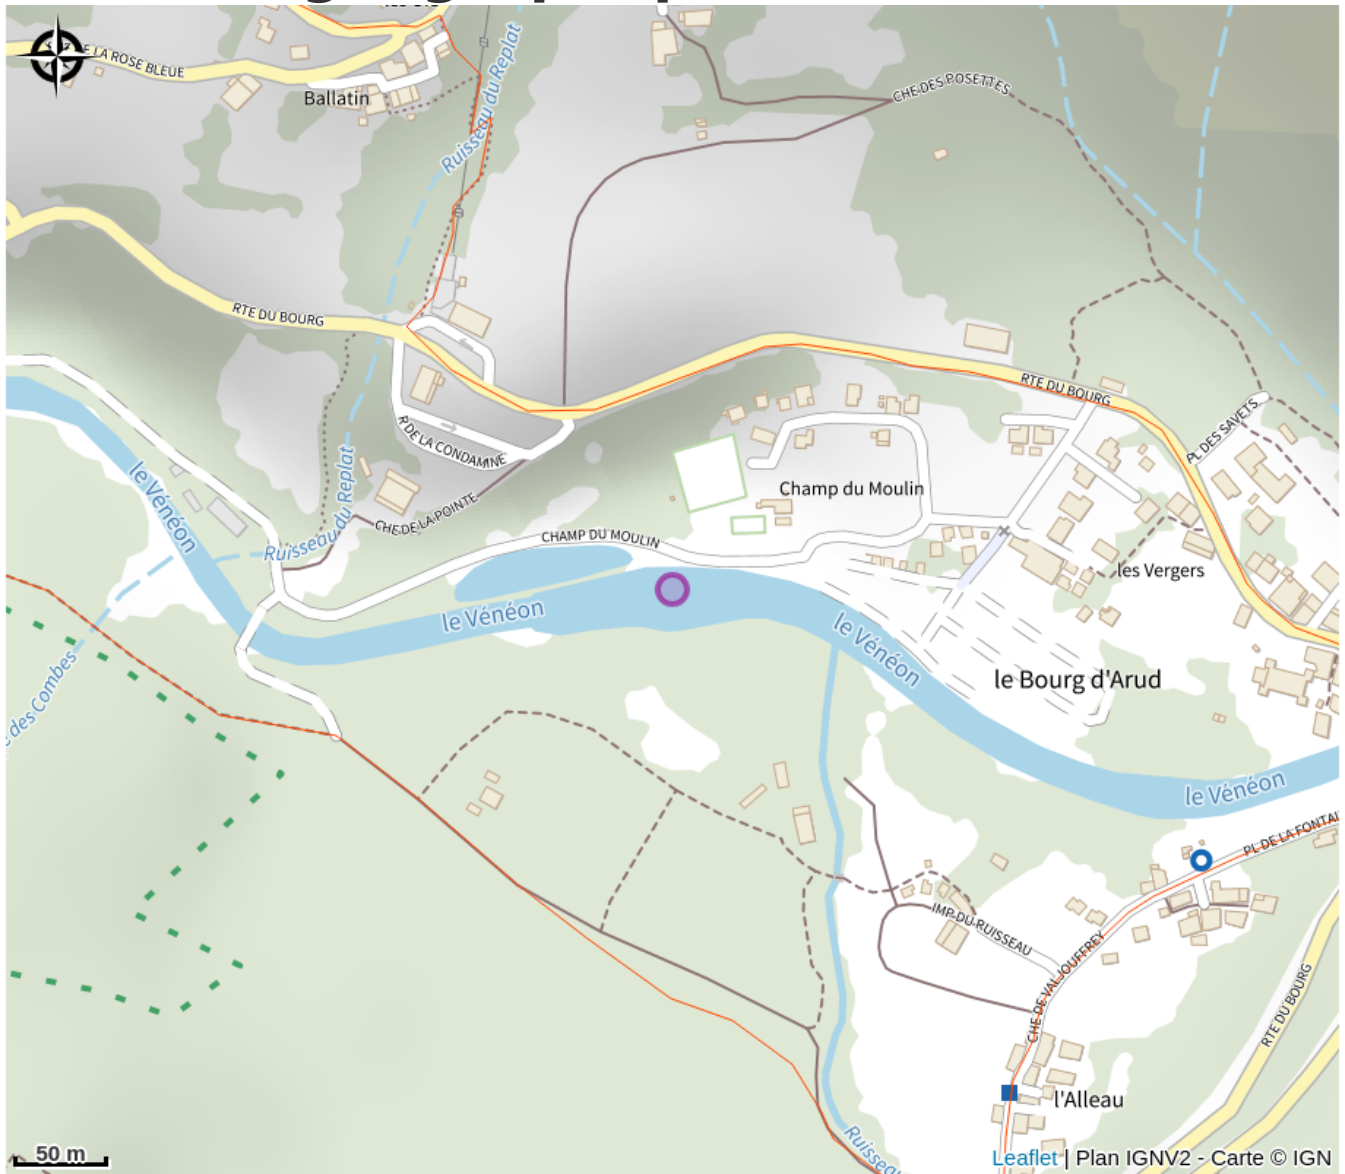 LA ROSE BLEUE
Ballatin
Ruisseau du Replat
CHE DES POSETTES
RTE DU BOURG
RTE DU BOURG
PL DES SAVETS
R DE LA CONDAMINE
le Vénéon
Ruisseau du Replat
CHE DE LA POINTE
Champ du Moulin
CHAMP DU MOULIN
les Vergers
le Vénéon
le Vénéon
le Bourg d'Arud
des Combes
le Vénéon
PL DE LA FONTAI
IMP DU RUISSEAU
CHE DE VALJOUFFREY
RTE DU BOURG
l'Alleau
Ruissea
50 m
Leaflet | Plan IGNV2 - Carte © IGN